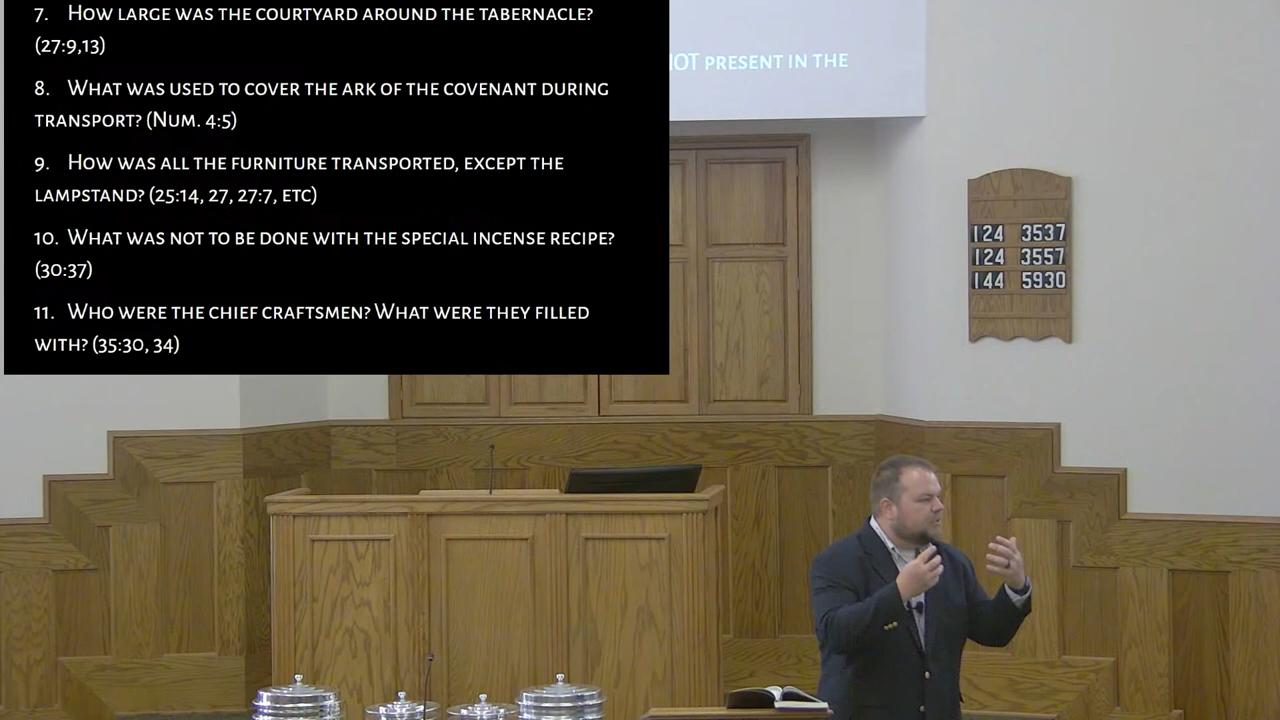 7. How large was the courtyard around the tabernacle?
(27:9,13)
8. What was used to cover the ark of the covenant during
transport? (Num. 4:5)
9. How was all the furniture transported, except the
lampstand? (25:14, 27, 27:7, etc)
10. What was not to be done with the special incense recipe?
(30:37)
11. Who were the chief craftsmen? What were they filled
with? (35:30, 34)
NOT present in the
124 3537
124 3557
144 5930